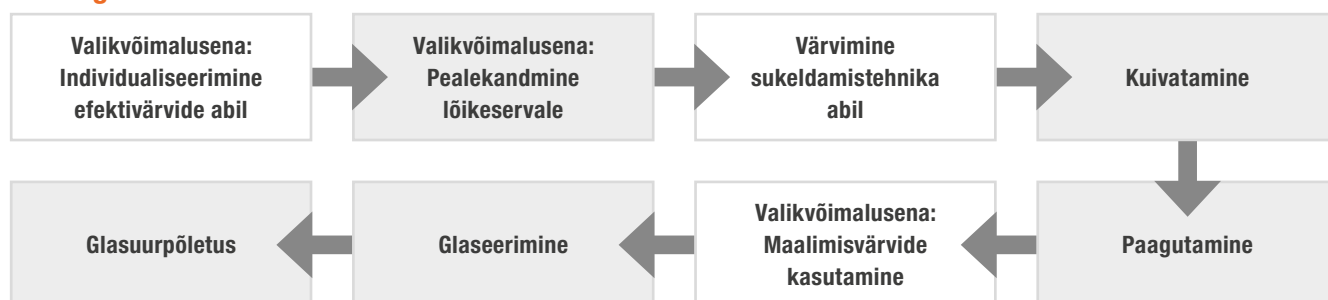 Valikvõimalusena:
Individualiseerimine
efektivärvide abil
Valikvõimalusena:
Pealekandmine
lõikeservale
Värvimine
sukeldamistehnika
abil
Kuivatamine
Paagutamine
Valikvõimalusena:
Maalimisvärvide
kasutamine
Glaseerimine
Glasuurpõletus